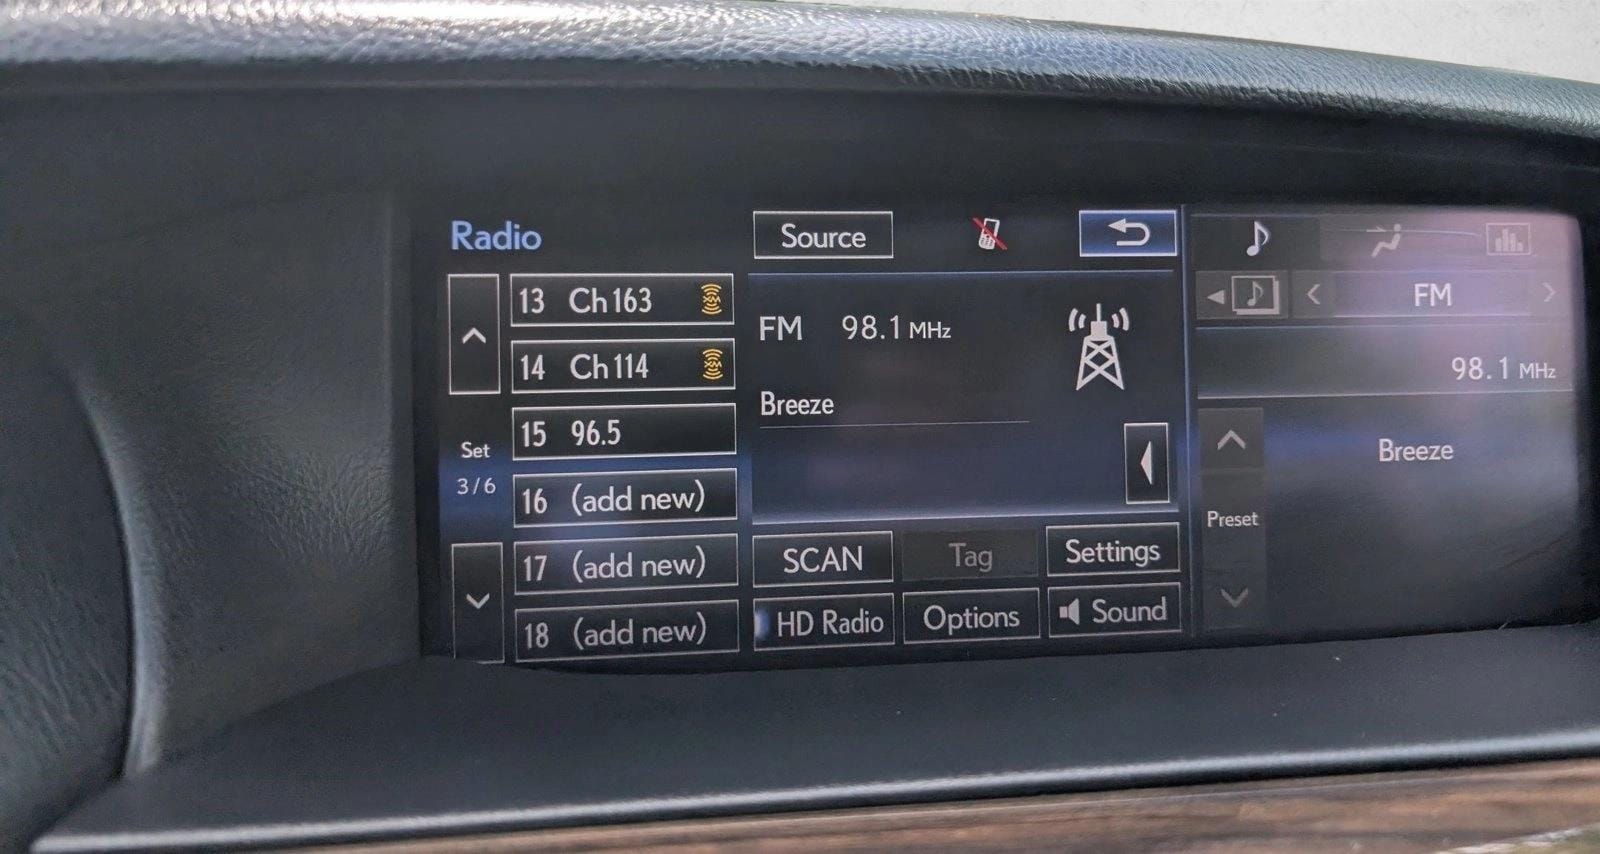 Radio
Source
13 Ch163
14 Ch114
15 96.5
16 (add new)
17 (add new)
18 (add new)
Set
3/6
FM 98.1 MHz
Breeze
SCAN
Tag
Settings
HD Radio
Options
Sound
FM
98.1 MHz
Breeze
Preset